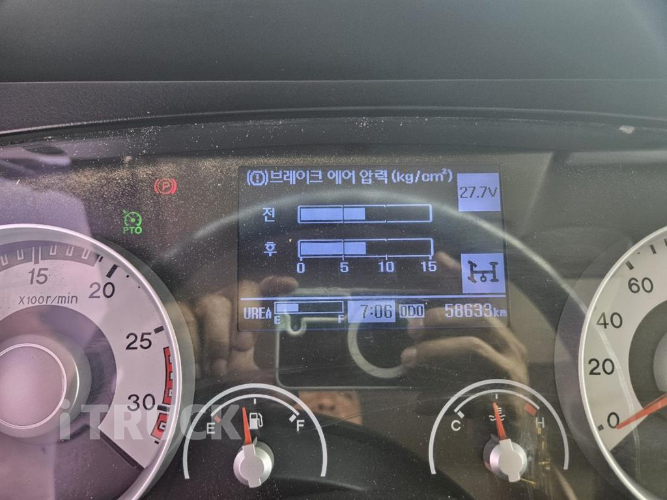 (!) 브레이크 에어 압력 (kg/cm²)
27.7V
전
후
0 5 10 15
UREA E F 7:06 ODO 58633km
P
PTO
15 20 25 30
X100r/min
E F
C H
60 40 20 0
iTRUCK